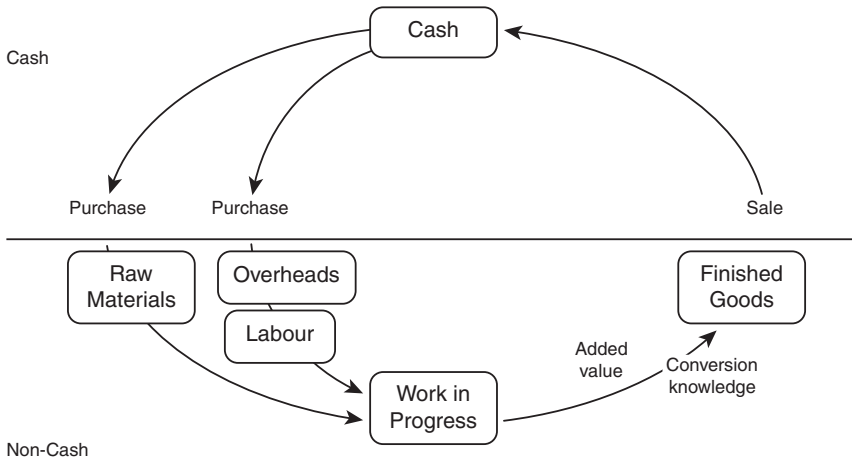 Cash
Cash
Purchase
Purchase
Sale
Raw
Materials
Overheads
Labour
Finished
Goods
Added
value
Conversion
knowledge
Work in
Progress
Non-Cash